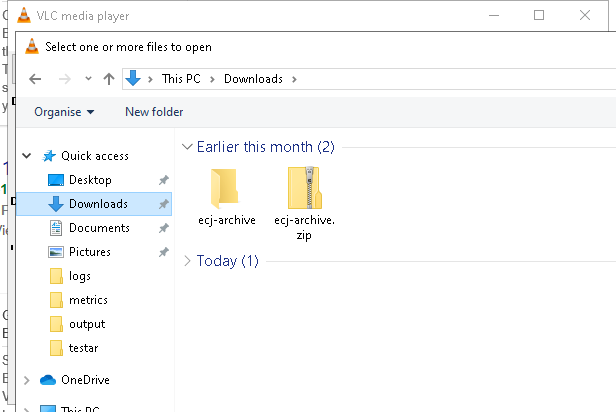 VLC media player
Select one or more files to open
This PC > Downloads >
Organise
New folder
Earlier this month (2)
Quick access
Desktop
Downloads
Documents
Pictures
logs
metrics
output
testar
OneDrive
This PC
ecj-archive
ecj-archive.
zip
Today (1)